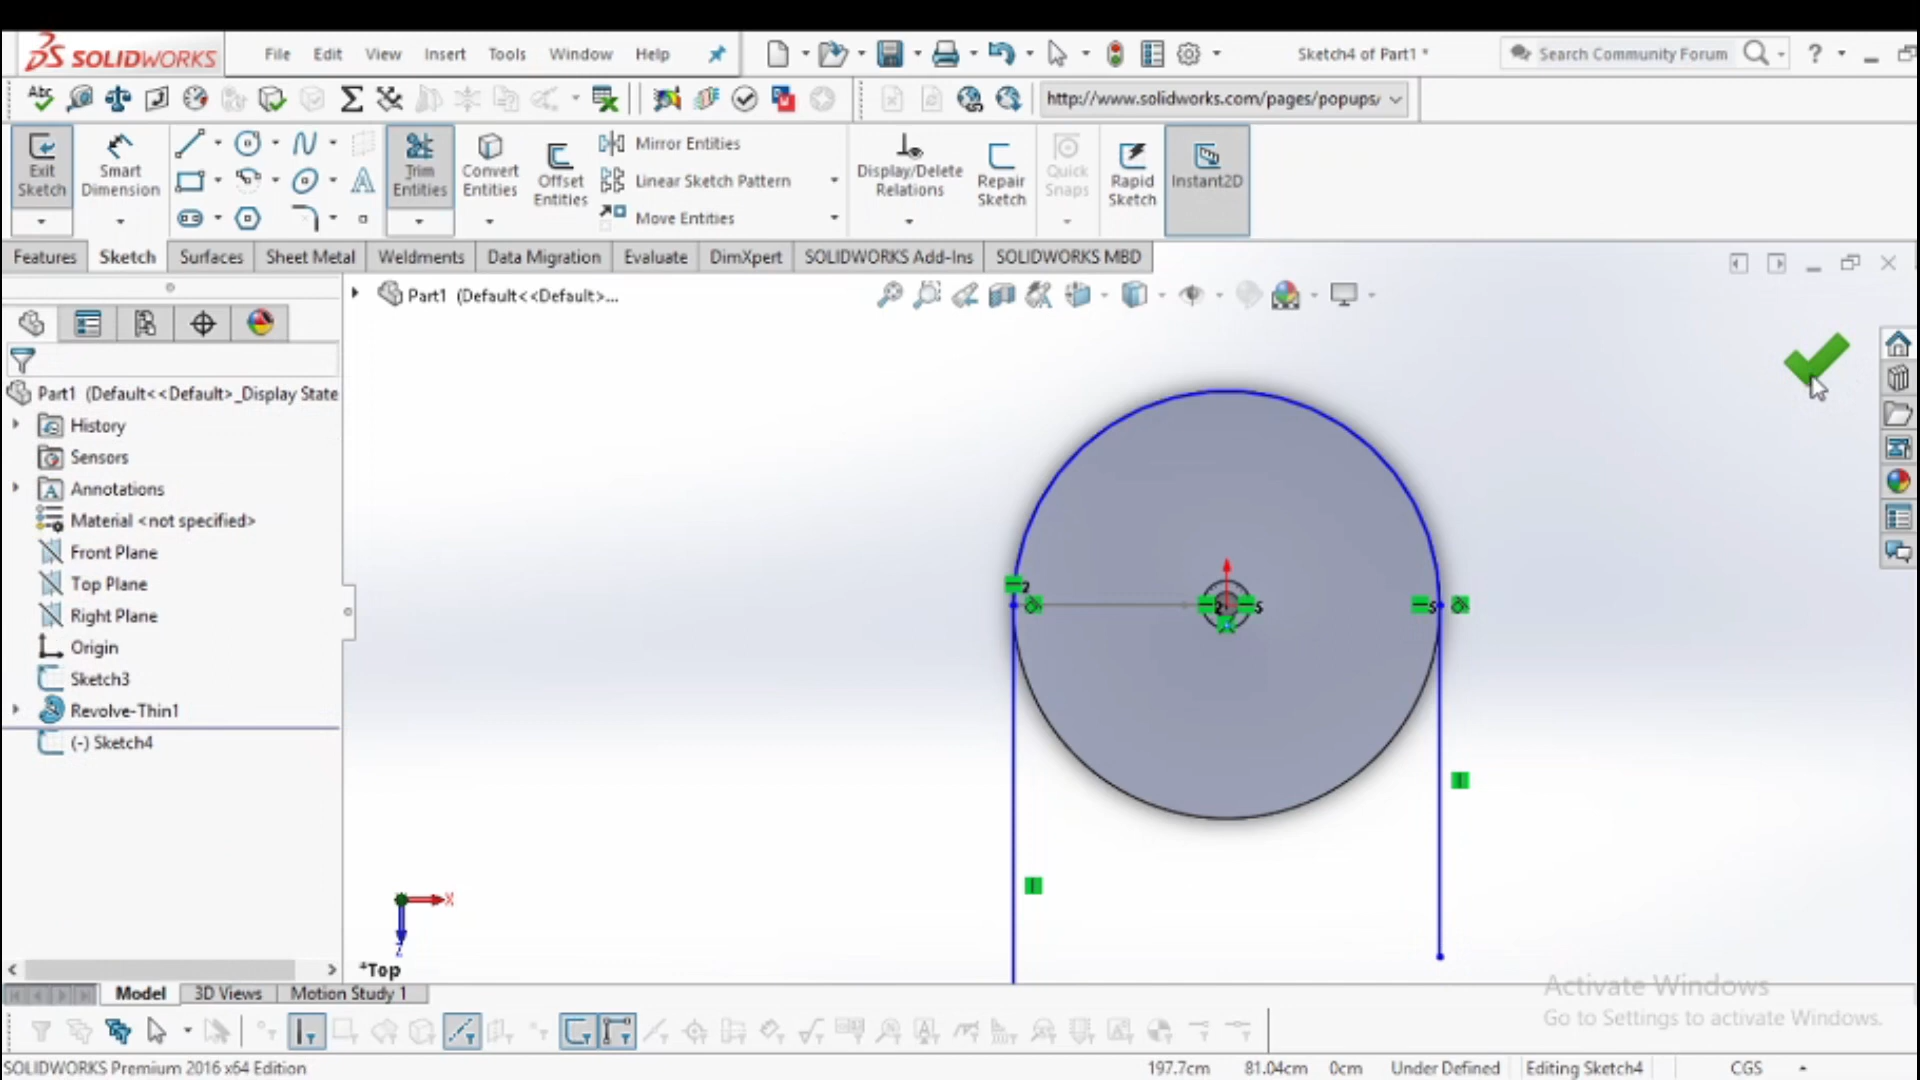 SOLIDWORKS File Edit View Insert Tools Window Help Sketch4 of Part1 * Search Community Forum ?
Abc http://www.solidworks.com/pages/popups/
Exit Sketch
Smart Dimension
Trim Entities
Convert Entities
Offset Entities
Mirror Entities
Linear Sketch Pattern
Move Entities
Display/Delete Relations
Repair Sketch
Quick Snaps
Rapid Sketch
Instant2D
Features Sketch Surfaces Sheet Metal Weldments Data Migration Evaluate DimXpert SOLIDWORKS Add-Ins SOLIDWORKS MBD
Part1 (Default<<Default>...
Part1 (Default<<Default>_Display State
History
Sensors
Annotations
Material <not specified>
Front Plane
Top Plane
Right Plane
Origin
Sketch3
Revolve-Thin1
(-) Sketch4
2
2
5
5
X
Z
*Top
Model 3D Views Motion Study 1
Activate Windows
Go to Settings to activate Windows.
SOLIDWORKS Premium 2016 x64 Edition 197.7cm 81.04cm 0cm Under Defined Editing Sketch4 CGS